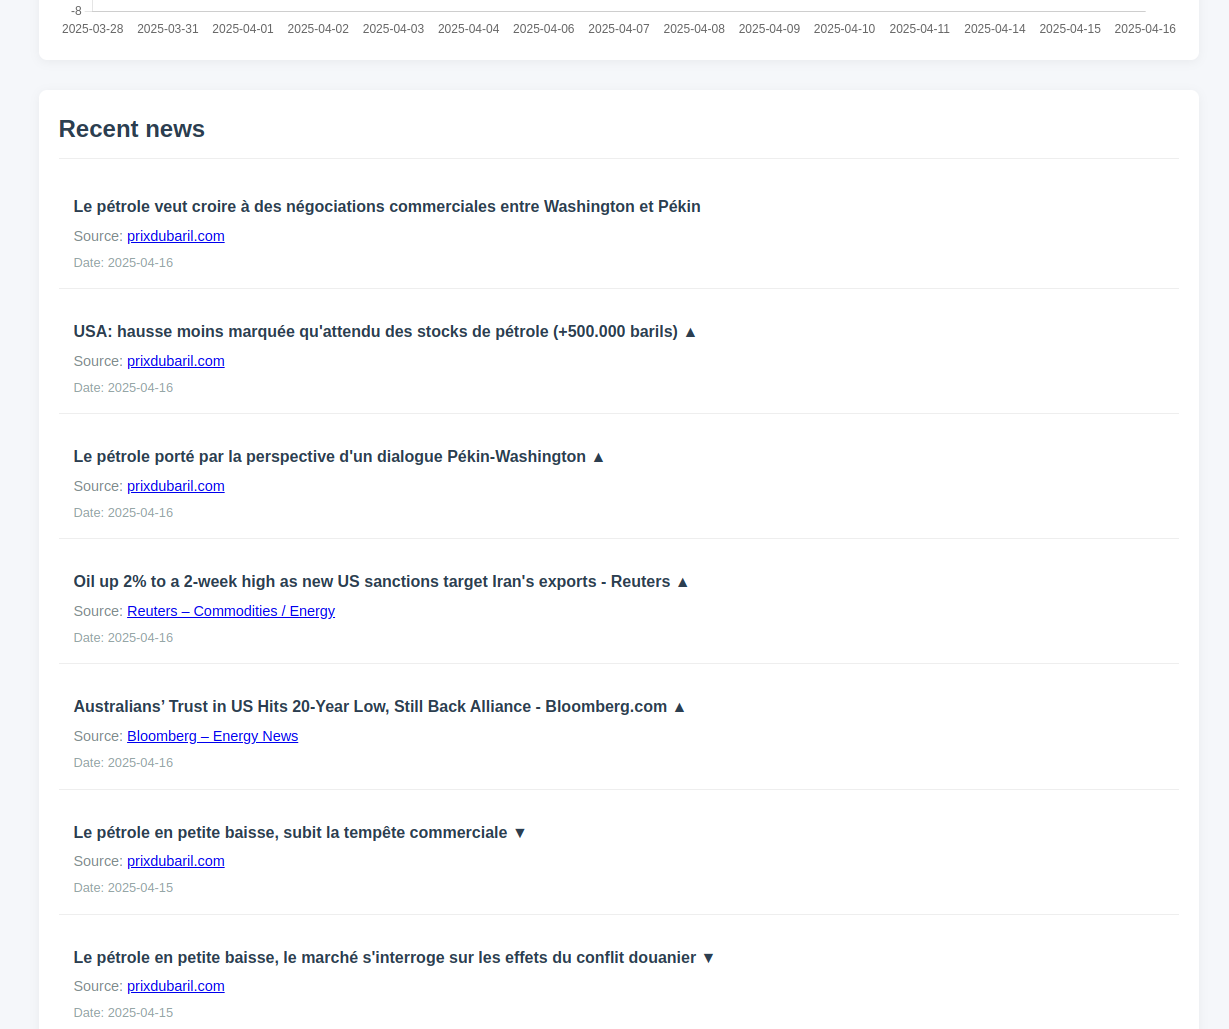 -8
2025-03-28 2025-03-31 2025-04-01 2025-04-02 2025-04-03 2025-04-04 2025-04-06 2025-04-07 2025-04-08 2025-04-09 2025-04-10 2025-04-11 2025-04-14 2025-04-15 2025-04-16
Recent news
Le pétrole veut croire à des négociations commerciales entre Washington et Pékin
Source: prixdubaril.com
Date: 2025-04-16
USA: hausse moins marquée qu'attendu des stocks de pétrole (+500.000 barils) ▲
Source: prixdubaril.com
Date: 2025-04-16
Le pétrole porté par la perspective d'un dialogue Pékin-Washington ▲
Source: prixdubaril.com
Date: 2025-04-16
Oil up 2% to a 2-week high as new US sanctions target Iran's exports - Reuters ▲
Source: Reuters – Commodities / Energy
Date: 2025-04-16
Australians’ Trust in US Hits 20-Year Low, Still Back Alliance - Bloomberg.com ▲
Source: Bloomberg – Energy News
Date: 2025-04-16
Le pétrole en petite baisse, subit la tempête commerciale ▼
Source: prixdubaril.com
Date: 2025-04-15
Le pétrole en petite baisse, le marché s'interroge sur les effets du conflit douanier ▼
Source: prixdubaril.com
Date: 2025-04-15